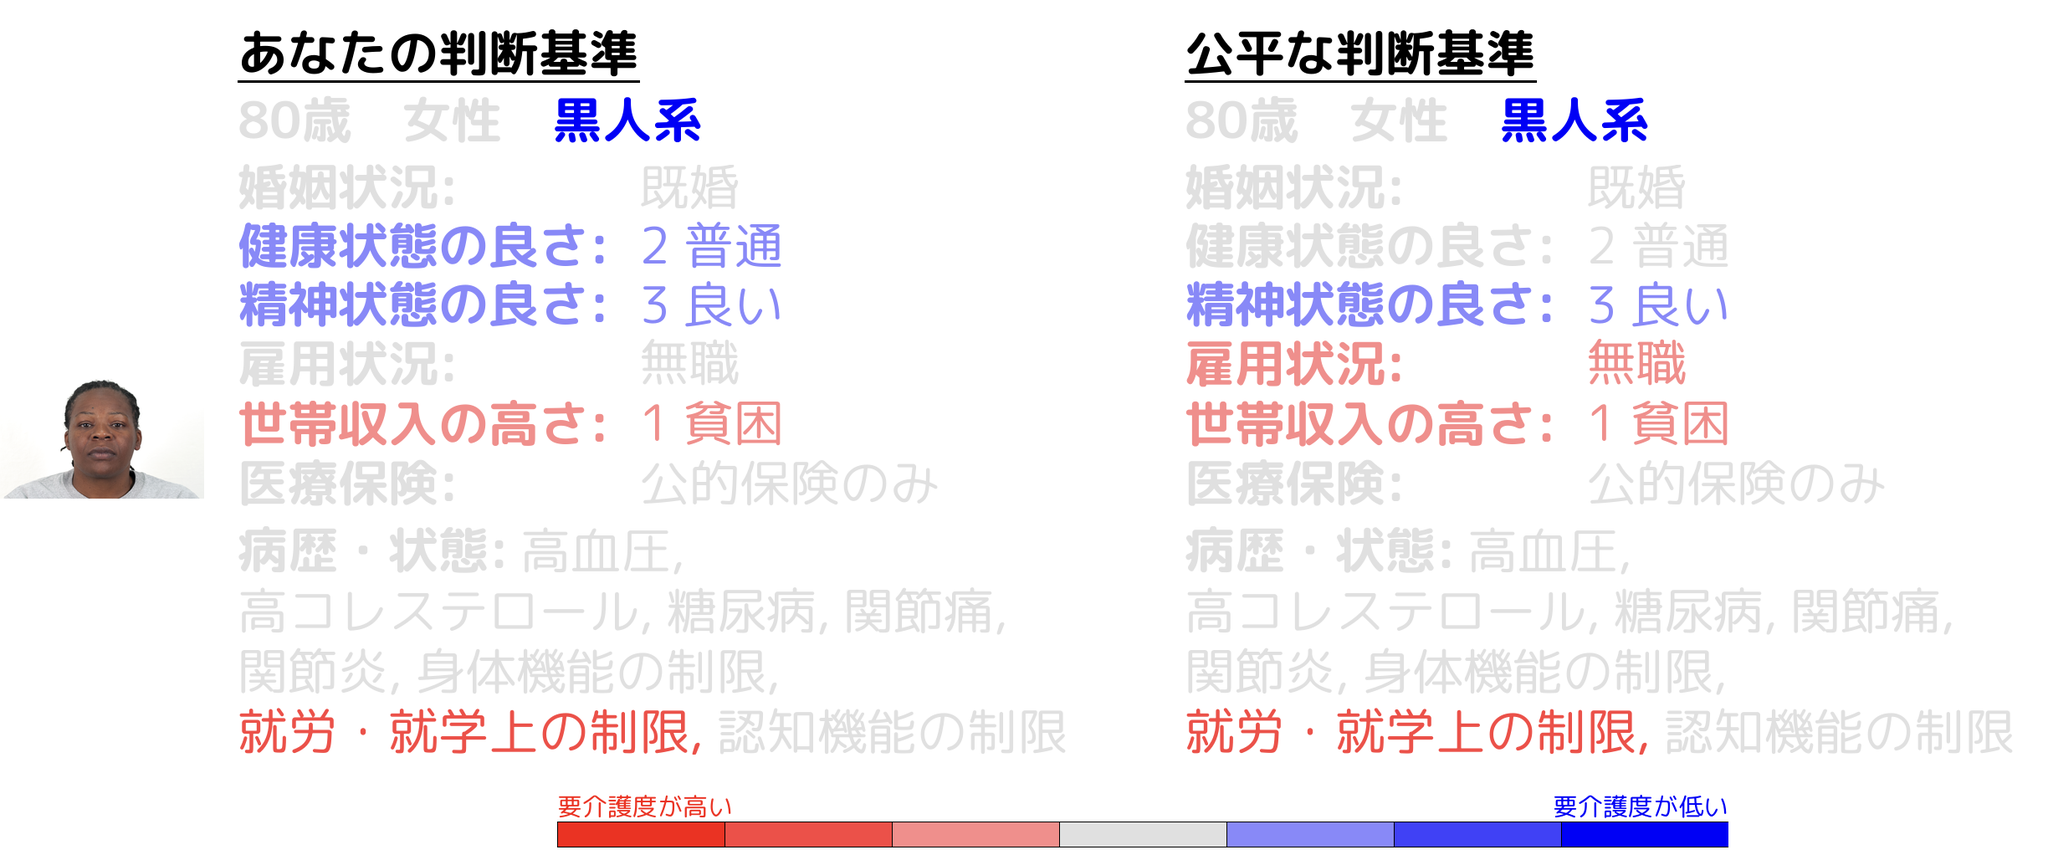 あなたの判断基準
80歳 女性 黒人系
婚姻状況: 既婚
健康状態の良さ: 2 普通
精神状態の良さ: 3 良い
雇用状況: 無職
世帯収入の高さ: 1 貧困
医療保険: 公的保険のみ
病歴・状態: 高血圧,
高コレステロール, 糖尿病, 関節痛,
関節炎, 身体機能の制限,
就労・就学上の制限, 認知機能の制限
公平な判断基準
80歳 女性 黒人系
婚姻状況: 既婚
健康状態の良さ: 2 普通
精神状態の良さ: 3 良い
雇用状況: 無職
世帯収入の高さ: 1 貧困
医療保険: 公的保険のみ
病歴・状態: 高血圧,
高コレステロール, 糖尿病, 関節痛,
関節炎, 身体機能の制限,
就労・就学上の制限, 認知機能の制限
要介護度が高い
要介護度が低い